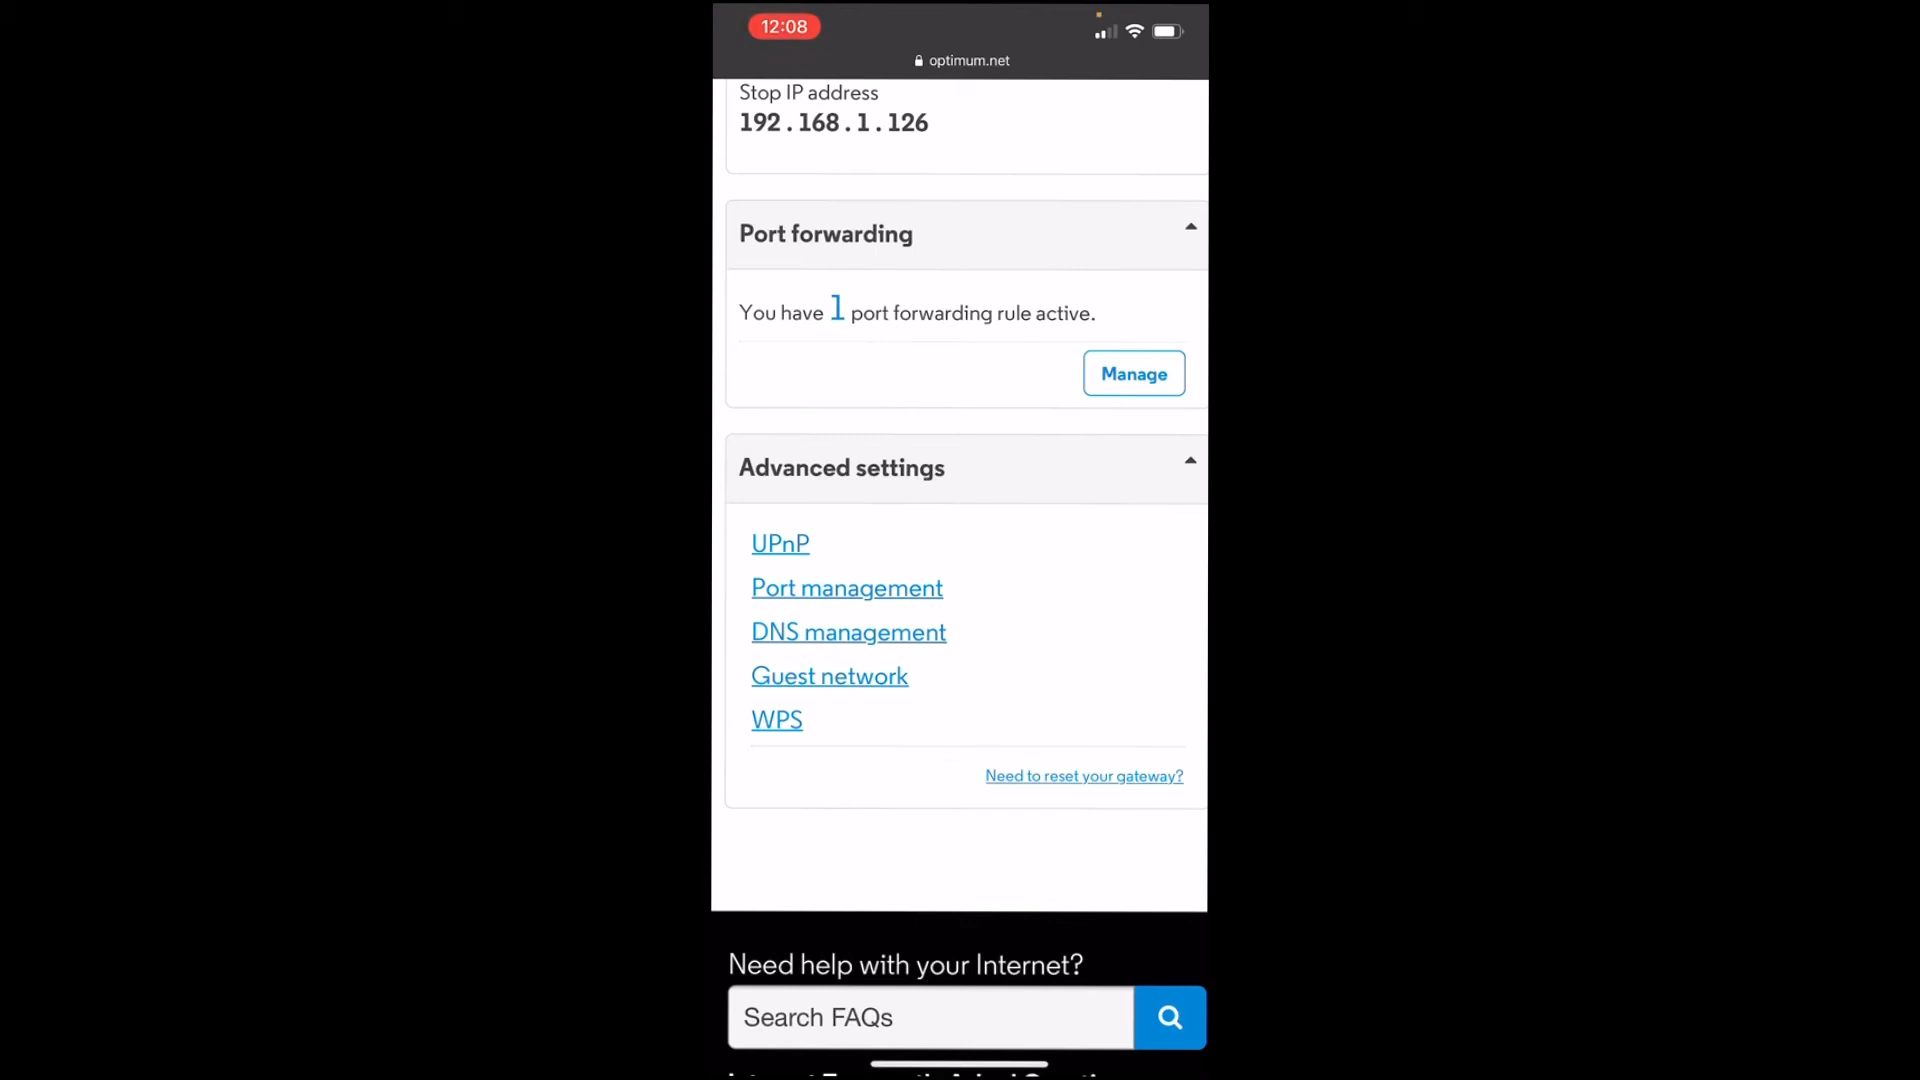 12:08
optimum.net
Stop IP address
192.168.1.126
Port forwarding
You have 1 port forwarding rule active.
Manage
Advanced settings
UPnP
Port management
DNS management
Guest network
WPS
Need to reset your gateway?
Need help with your Internet?
Search FAQs